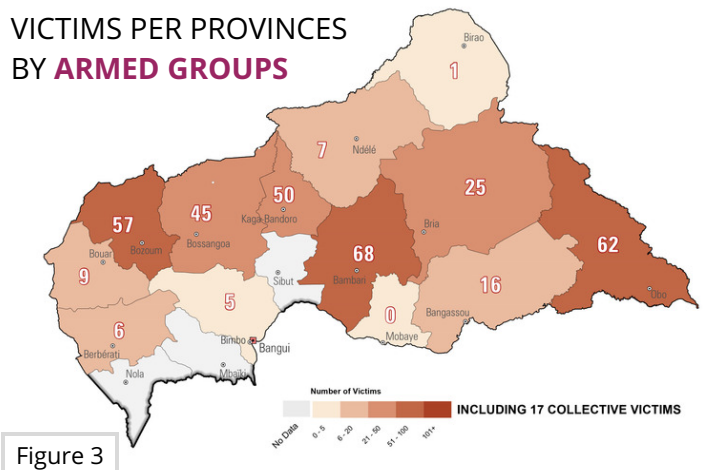 VICTIMS PER PROVINCES
BY ARMED GROUPS
Birao
1
7
Ndélé
25
50
Kaga-Bandoro
45
Bossangoa
57
Bozoum
Bouar
9
Bria
68
Bambari
62
Obo
Sibut
16
Bangassou
5
0
Mobaye
6
Berbérati
Bimbo
Bangui
Nola
Mbaïki
Number of Victims
No Data
0 - 5
6 - 20
21 - 50
51 - 100
101+
INCLUDING 17 COLLECTIVE VICTIMS
Figure 3